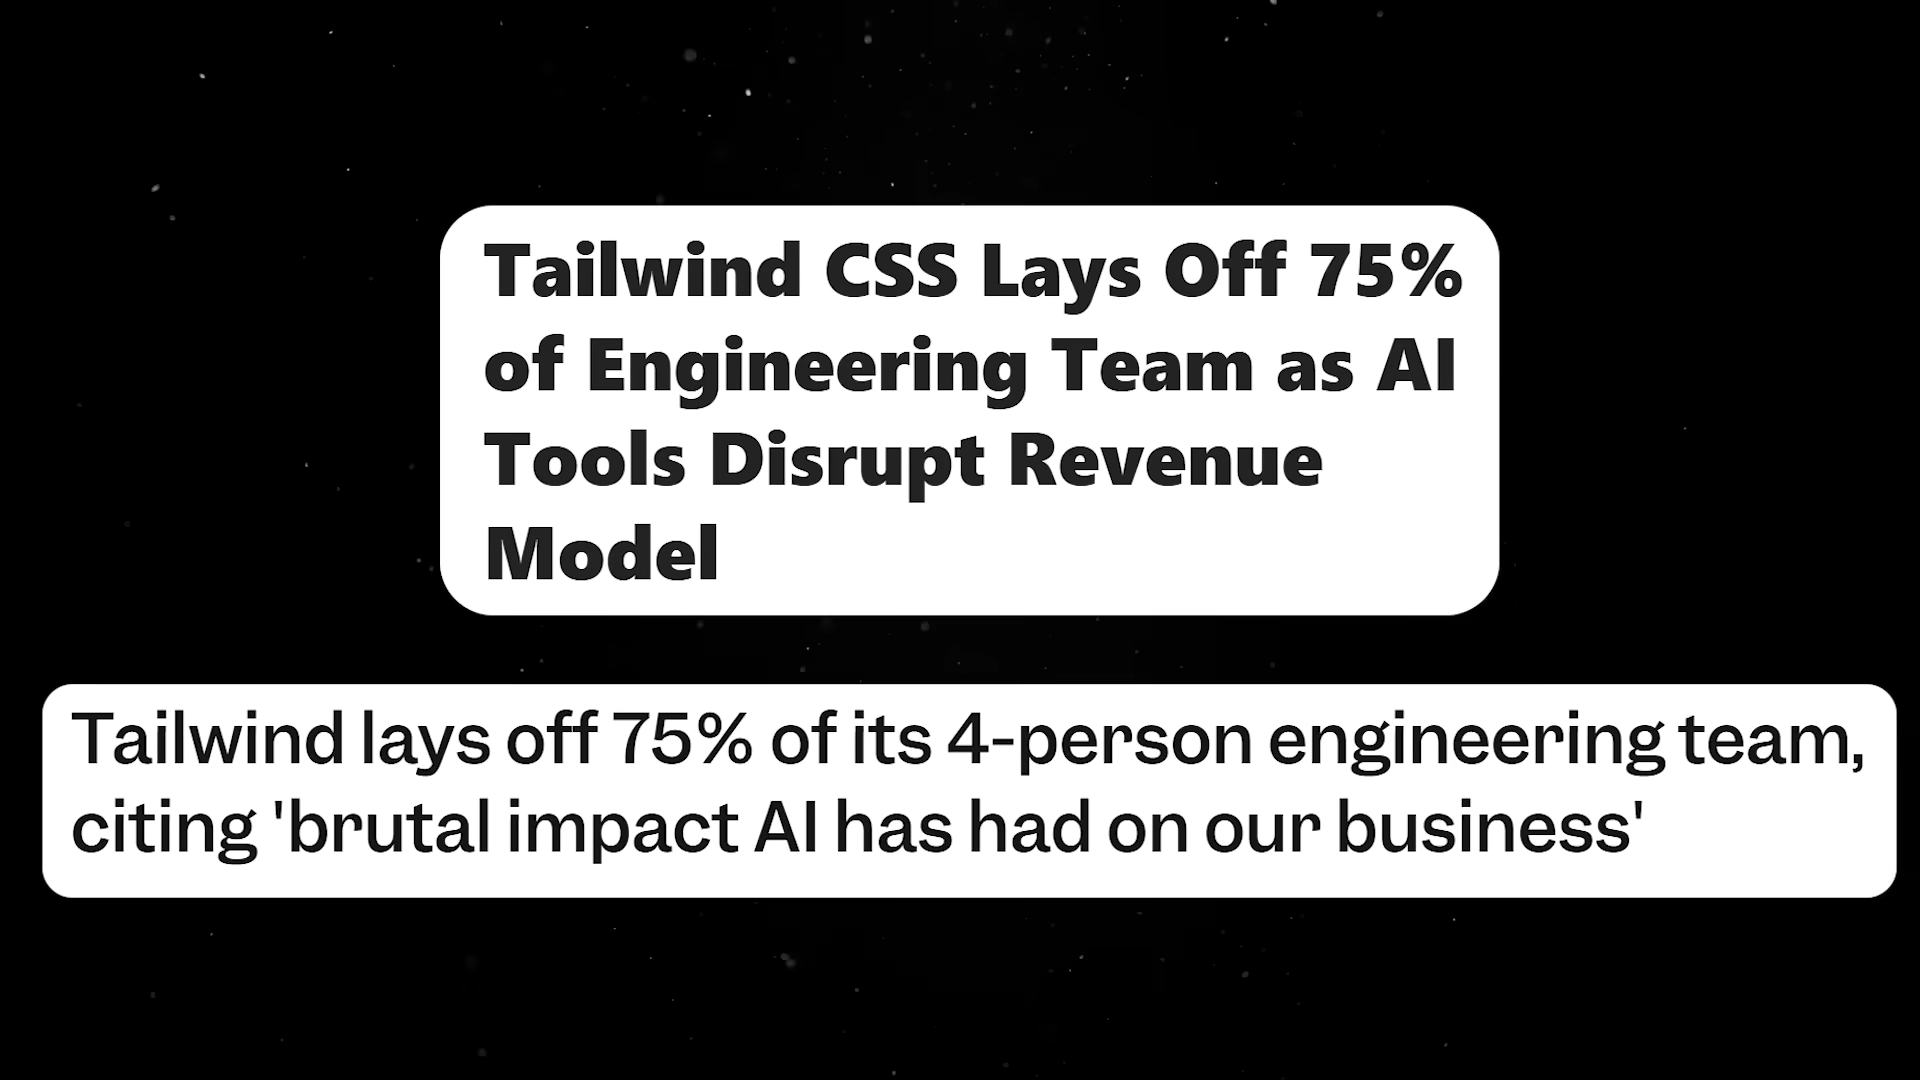 Tailwind CSS Lays Off 75%
of Engineering Team as AI
Tools Disrupt Revenue
Model
Tailwind lays off 75% of its 4-person engineering team,
citing 'brutal impact AI has had on our business'